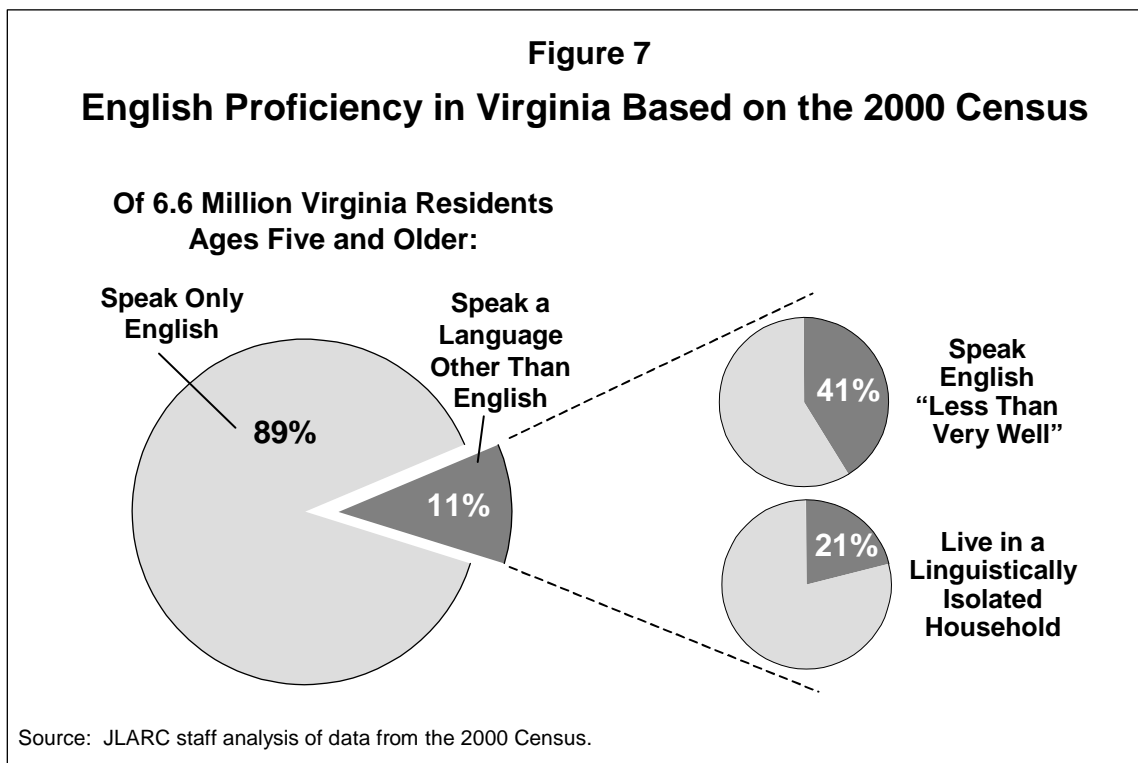 Figure 7
English Proficiency in Virginia Based on the 2000 Census
Of 6.6 Million Virginia Residents
Ages Five and Older:
Speak Only
English
89%
Speak a
Language
Other Than
English
11%
41%
Speak
English
“Less Than
Very Well”
21%
Live in a
Linguistically
Isolated
Household
Source: JLARC staff analysis of data from the 2000 Census.